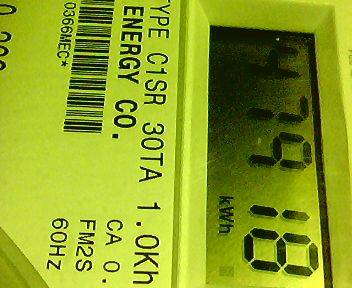 47918
kWh
TYPE C1SR 30TA 1.0Kh
ENERGY CO.
CA 0.
FM2S
60Hz
0366MEC*